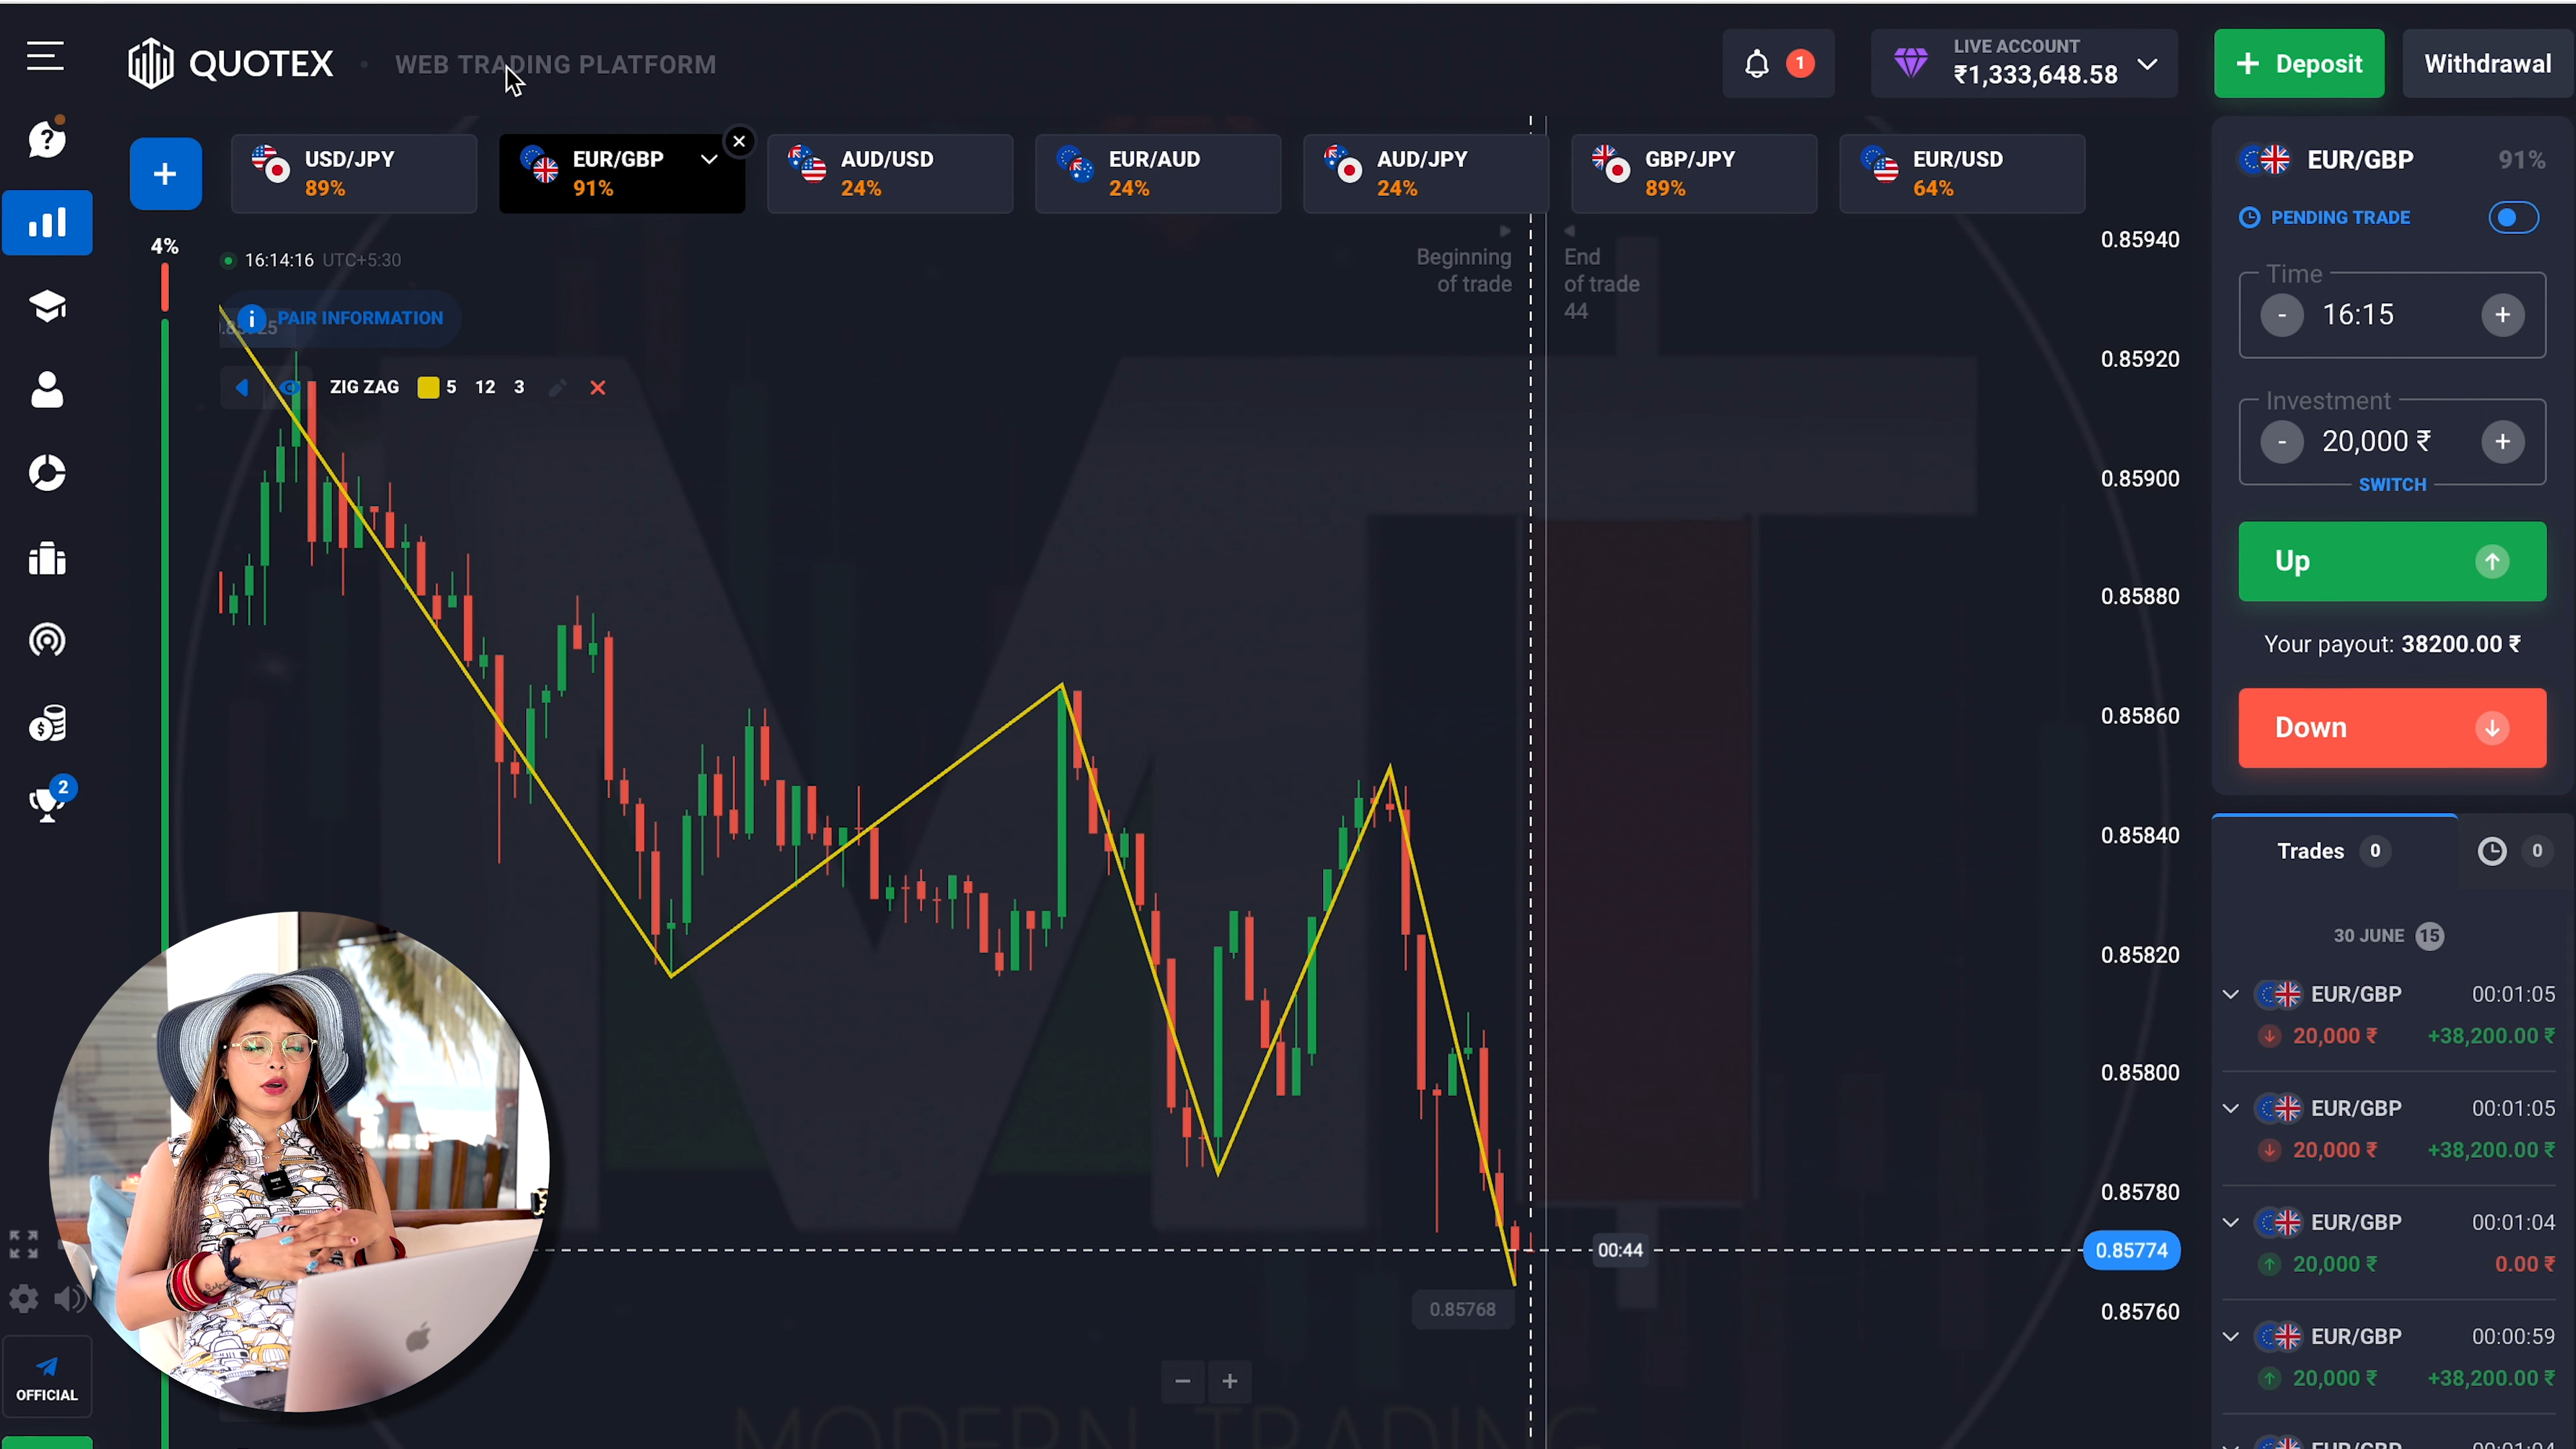 QUOTEX • WEB TRADING PLATFORM
1
LIVE ACCOUNT
₹1,333,648.58
+ Deposit
Withdrawal
?
+
USD/JPY
89%
EUR/GBP
91%
AUD/USD
24%
EUR/AUD
24%
AUD/JPY
24%
GBP/JPY
89%
EUR/USD
64%
4%
16:14:16 UTC+5:30
i PAIR INFORMATION
ZIG ZAG 5 12 3
Beginning
of trade
End
of trade
44
0.85940
0.85920
0.85900
0.85880
0.85860
0.85840
0.85820
0.85800
0.85780
00:44
0.85774
0.85768
0.85760
− +
MODERN TRADING
2
OFFICIAL
EUR/GBP 91%
PENDING TRADE
Time
- 16:15 +
Investment
- 20,000 ₹ +
SWITCH
Up
Your payout: 38200.00 ₹
Down
Trades 0
0
30 JUNE 15
EUR/GBP 00:01:05
20,000 ₹ +38,200.00 ₹
EUR/GBP 00:01:05
20,000 ₹ +38,200.00 ₹
EUR/GBP 00:01:04
20,000 ₹ 0.00 ₹
EUR/GBP 00:00:59
20,000 ₹ +38,200.00 ₹